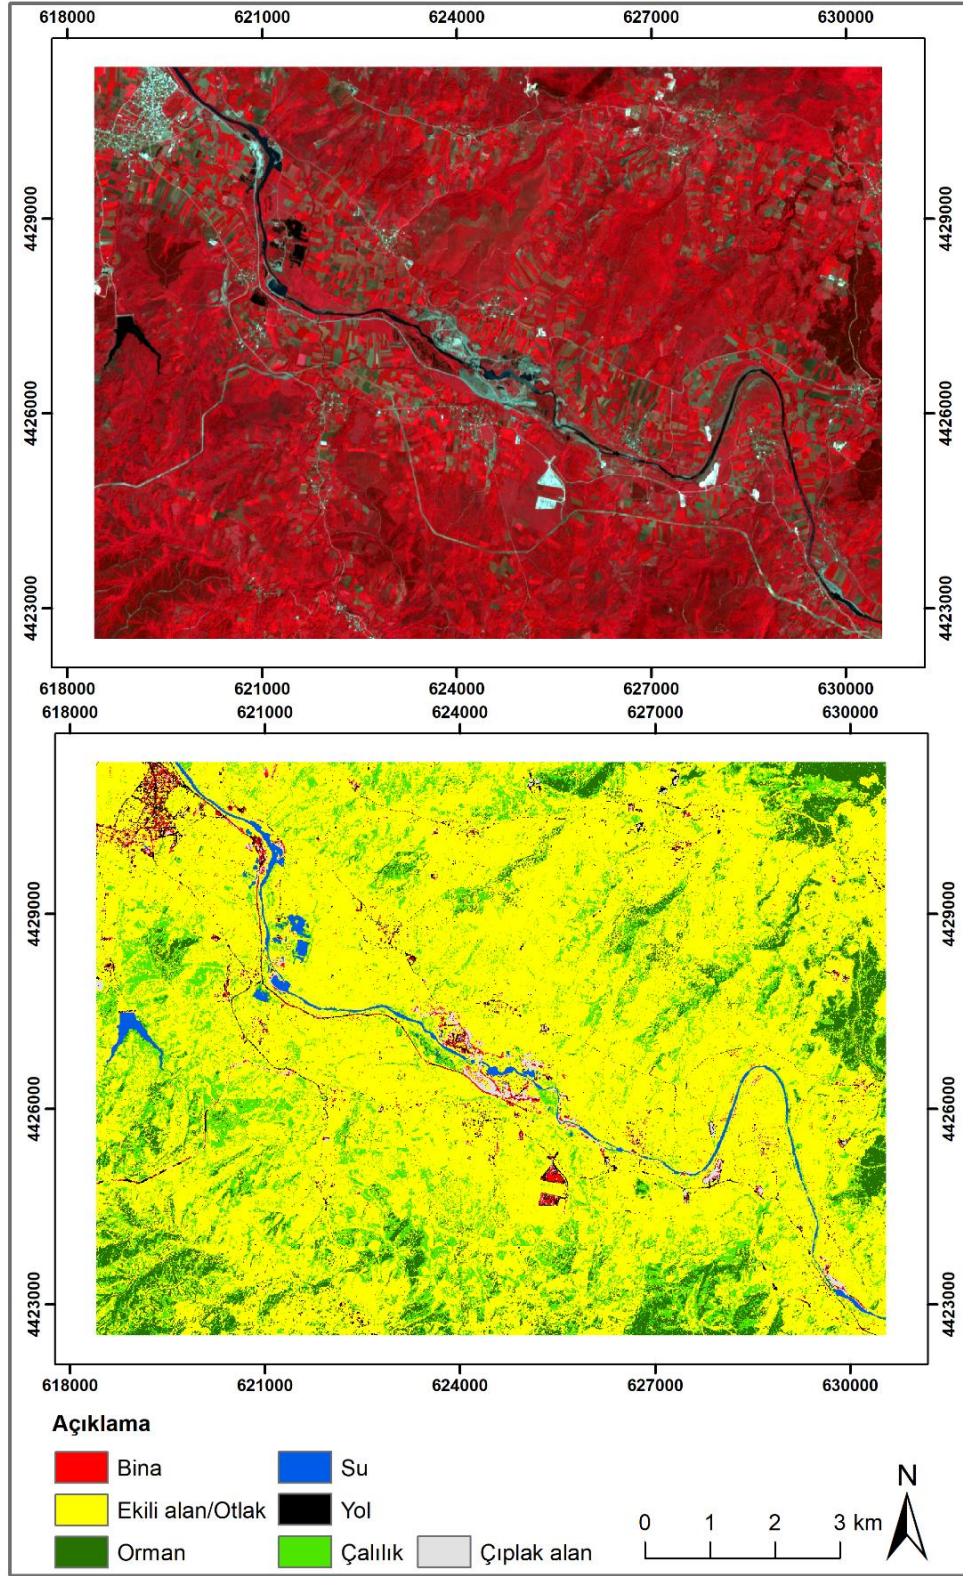 618000 621000 624000 627000 630000
4429000 4429000
4426000 4426000
4423000 4423000
618000 621000 624000 627000 630000
618000 621000 624000 627000 630000
4429000 4429000
4426000 4426000
4423000 4423000
618000 621000 624000 627000 630000
Açıklama
Bina Su
Ekili alan/Otlak Yol
Orman Çalılık Çıplak alan
0 1 2 3 km
N